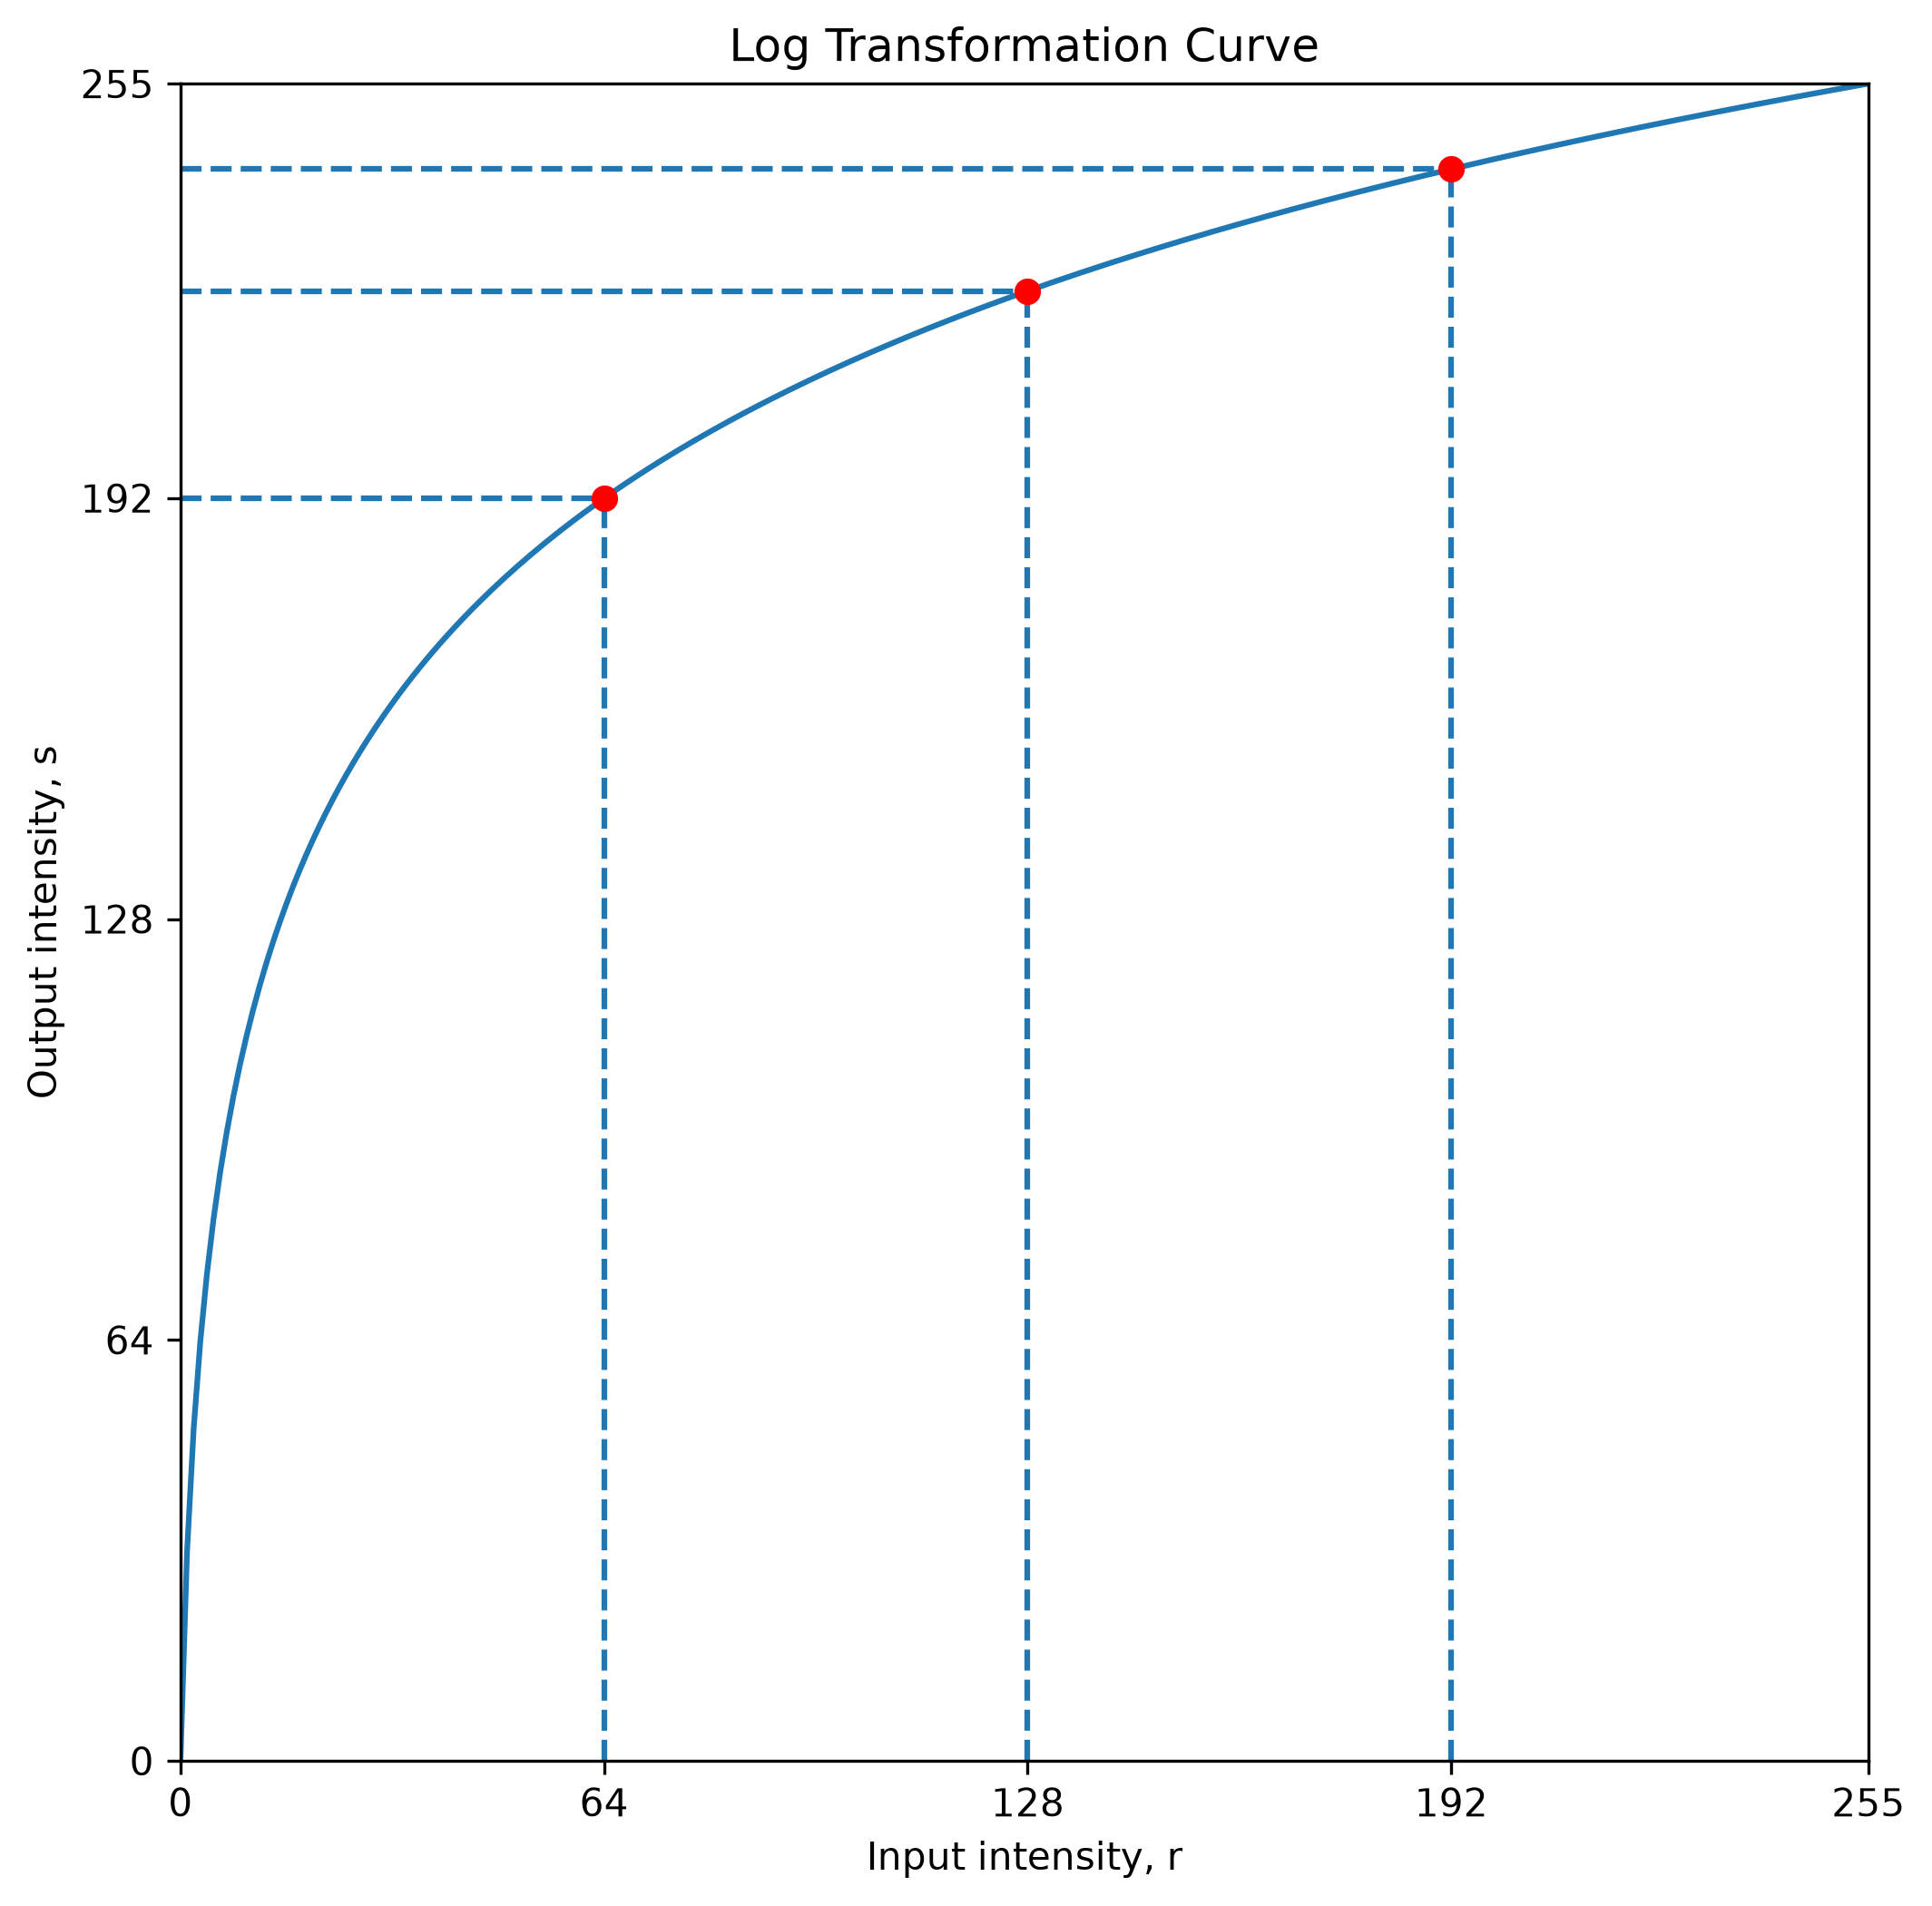 Log Transformation Curve
255
192
128
64
0
Output intensity, s
0 64 128 192 255
Input intensity, r